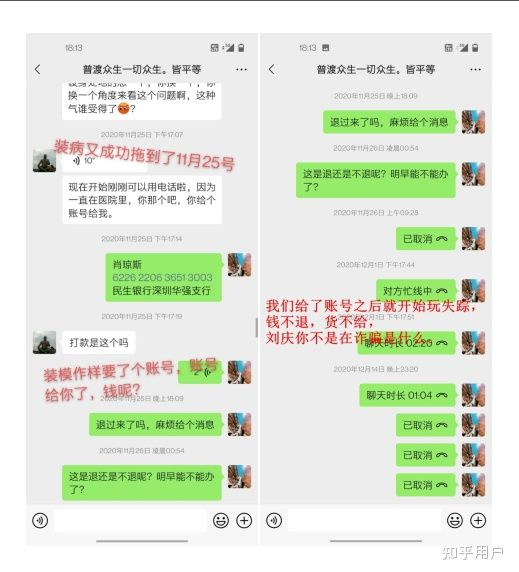 18:13
普渡众生一切众生。皆平等
换一个角度来看这个问题啊，这种
气谁受得了
2020年11月25日 下午17:07
装病又成功拖到了11月25号
10"
现在开始刚刚可以用电话啦，因为
一直在医院里，你那个吧，你给个
账号给我。
2020年11月25日 下午17:14
肖琼斯
6226 2206 3651 3003
民生银行深圳华强支行
2020年11月25日 下午17:19
打款是这个吗
2"
装模作样要了个账号，账号
给你了，钱呢？
2020年11月25日 晚上18:09
退过来了吗，麻烦给个消息
2020年11月26日 凌晨00:54
这是退还是不退呢？明早能不能办
了？
18:13
普渡众生一切众生。皆平等
2020年11月25日 晚上18:09
退过来了吗，麻烦给个消息
2020年11月26日 凌晨00:54
这是退还是不退呢？明早能不能办
了？
2020年11月26日 上午09:28
已取消
2020年12月1日 下午17:44
对方忙线中
2020年12月1日 下午17:51
我们给了账号之后就开始玩失踪，
钱不退，货不给，
刘庆你不是在诈骗是什么。
聊天时长 02:20
2020年12月14日 晚上23:20
聊天时长 01:04
已取消
已取消
已取消
知乎用户